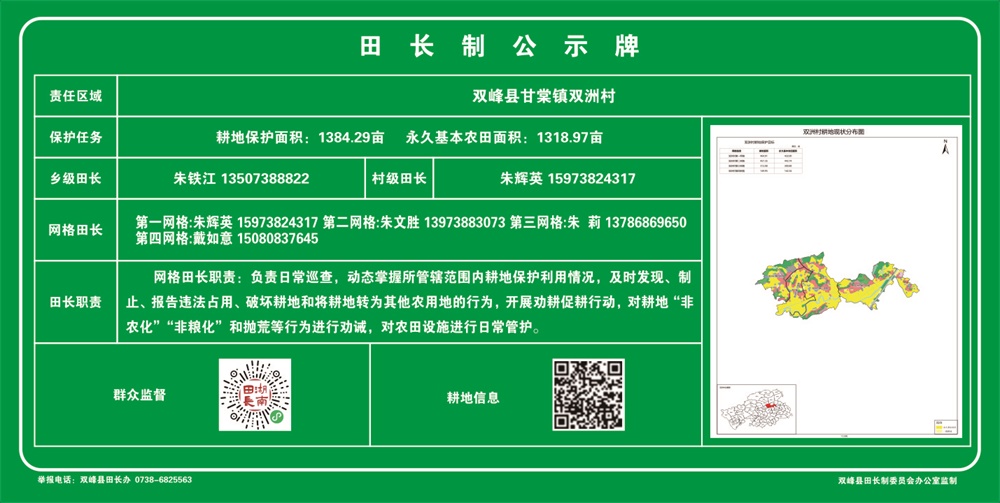 田长制公示牌
责任区域
双峰县甘棠镇双洲村
保护任务
耕地保护面积：1384.29亩 永久基本农田面积：1318.97亩
乡级田长
朱铁江 13507388822
村级田长
朱辉英 15973824317
网格田长
第一网格:朱辉英 15973824317 第二网格:朱文胜 13973883073 第三网格:朱 莉 13786869650
第四网格:戴如意 15080837645
田长职责
网格田长职责：负责日常巡查，动态掌握所管辖范围内耕地保护利用情况，及时发现、制
止、报告违法占用、破坏耕地和将耕地转为其他农用地的行为，开展劝耕促耕行动，对耕地“非
农化”“非粮化”和抛荒等行为进行劝诫，对农田设施进行日常管护。
群众监督
湖南田长
耕地信息
双洲村耕地现状分布图
N
举报电话：双峰县田长办 0738-6825563
双峰县田长制委员会办公室监制